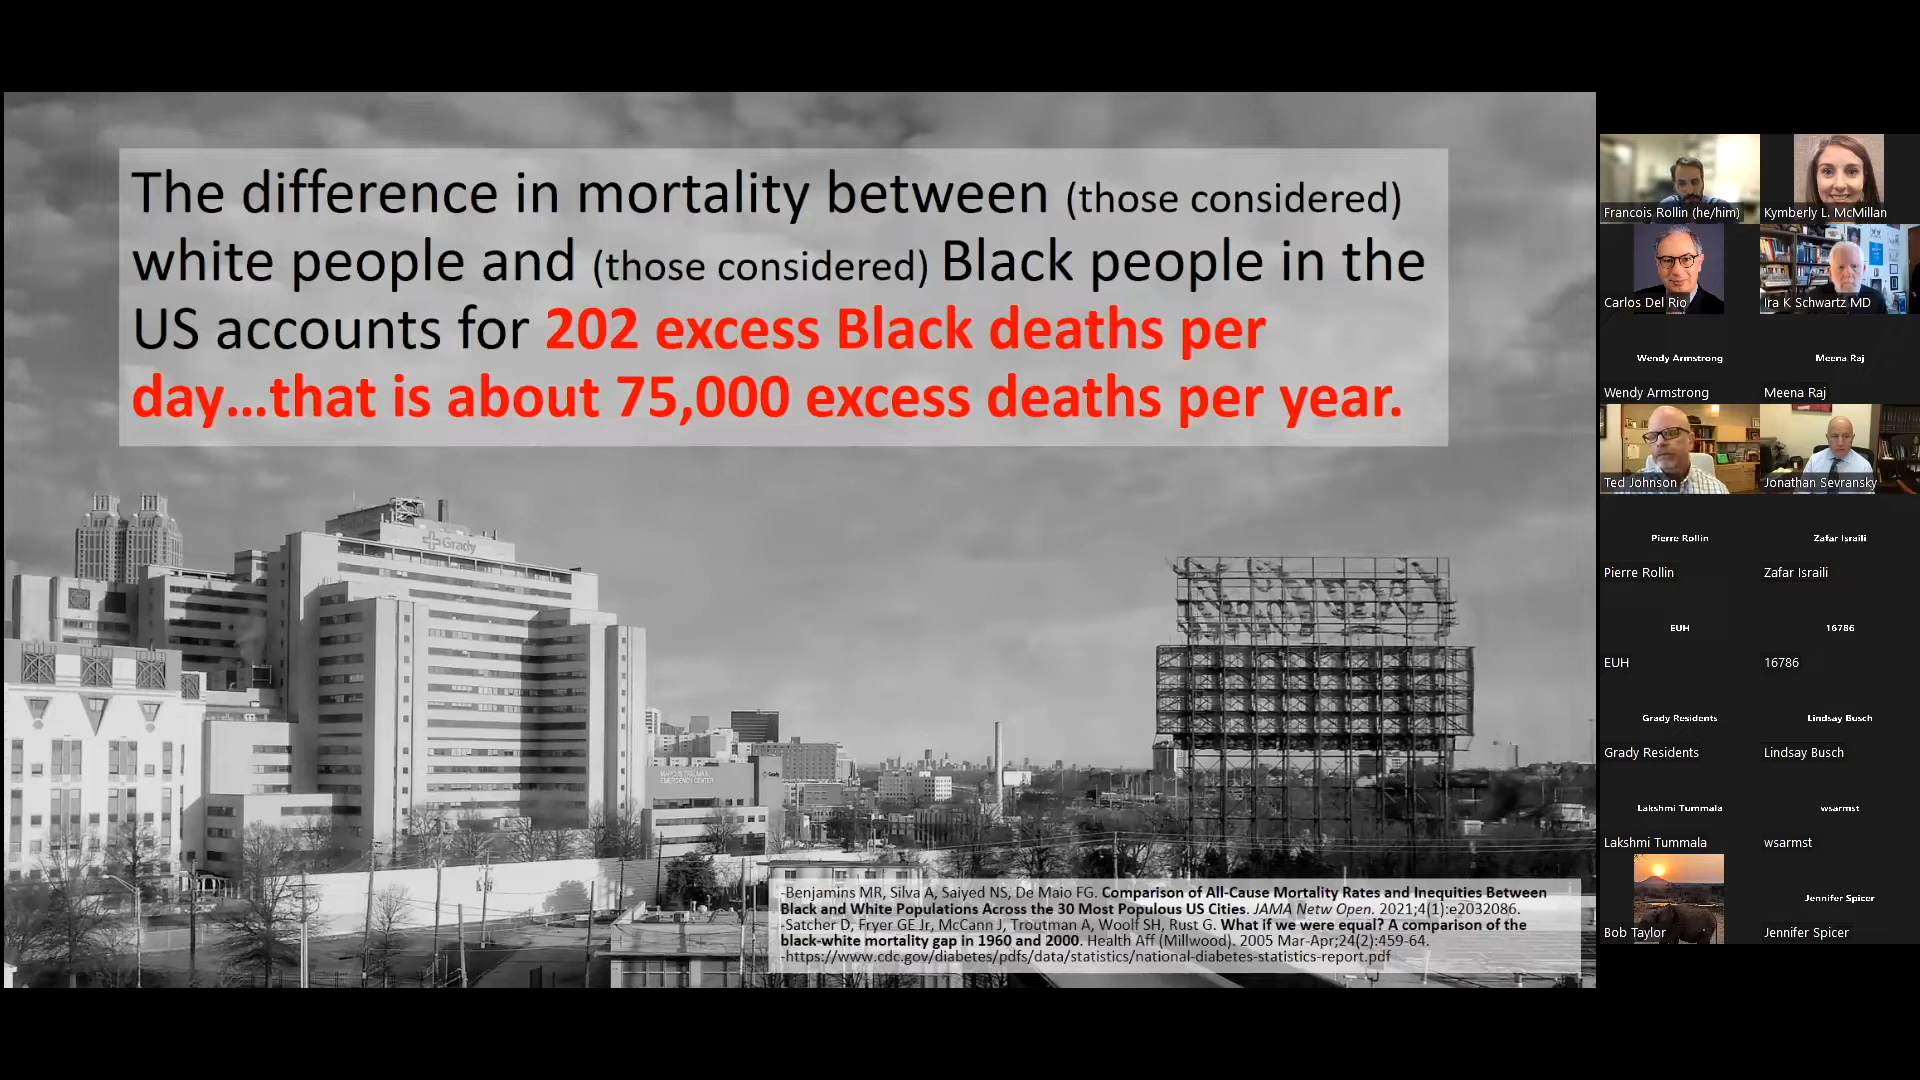 The difference in mortality between (those considered)
white people and (those considered) Black people in the
US accounts for 202 excess Black deaths per
day...that is about 75,000 excess deaths per year.
Grady
MARCUS TRAUMA &
EMERGENCY CENTER
Grady
-Benjamins MR, Silva A, Saiyed NS, De Maio FG. Comparison of All-Cause Mortality Rates and Inequities Between
Black and White Populations Across the 30 Most Populous US Cities. JAMA Netw Open. 2021;4(1):e2032086.
-Satcher D, Fryer GE Jr, McCann J, Troutman A, Woolf SH, Rust G. What if we were equal? A comparison of the
black-white mortality gap in 1960 and 2000. Health Aff (Millwood). 2005 Mar-Apr;24(2):459-64.
-https://www.cdc.gov/diabetes/pdfs/data/statistics/national-diabetes-statistics-report.pdf
Francois Rollin (he/him)
Kymberly L. McMillan
Carlos Del Rio
Ira K Schwartz MD
Wendy Armstrong
Meena Raj
Wendy Armstrong
Meena Raj
Ted Johnson
Jonathan Sevransky
Pierre Rollin
Zafar Israili
Pierre Rollin
Zafar Israili
EUH
16786
EUH
16786
Grady Residents
Lindsay Busch
Grady Residents
Lindsay Busch
Lakshmi Tummala
wsarmst
Lakshmi Tummala
wsarmst
Jennifer Spicer
Bob Taylor
Jennifer Spicer